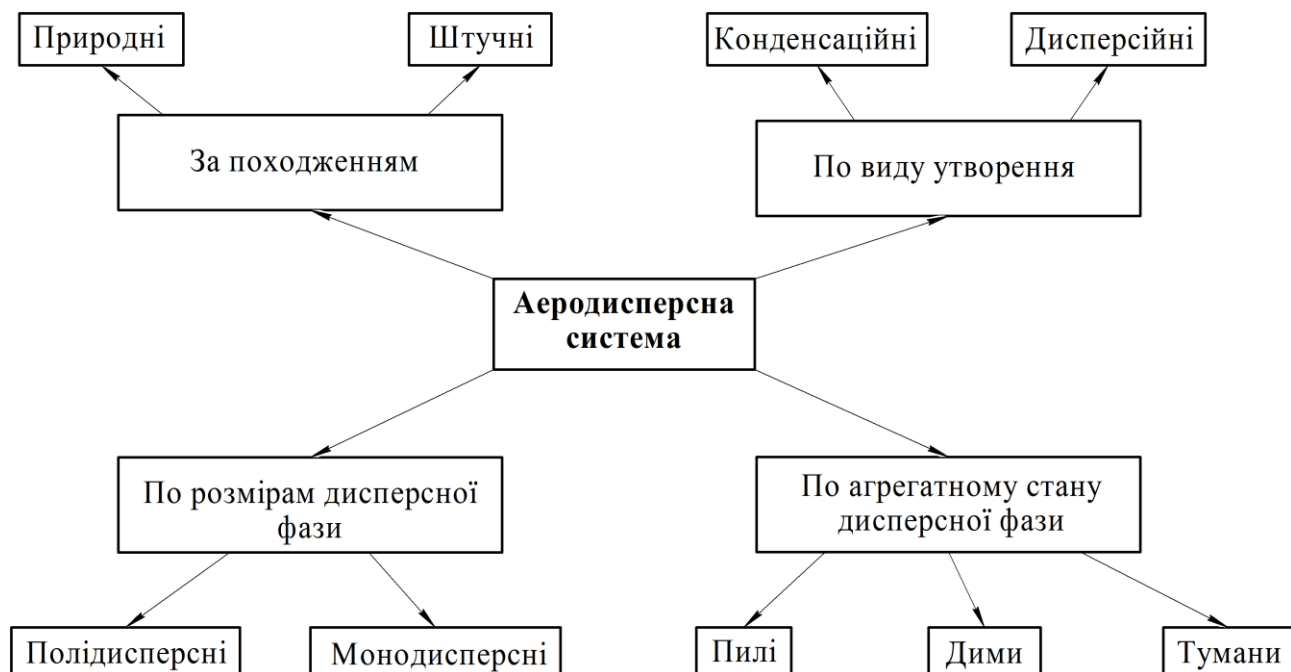 Природні
Штучні
Конденсаційні
Дисперсійні
За походженням
По виду утворення
Аеродисперсна
система
По розмірам дисперсної
фази
По агрегатному стану
дисперсної фази
Полідисперсні
Монодисперсні
Пилі
Дими
Тумани